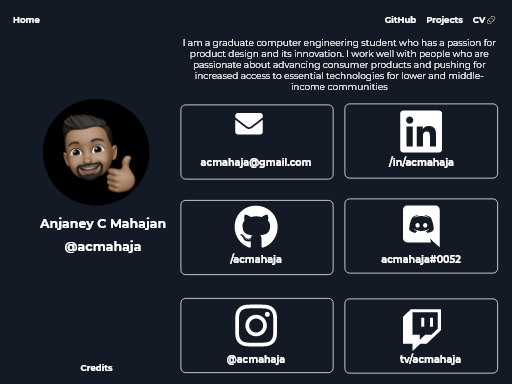 Home
GitHub Projects CV
I am a graduate computer engineering student who has a passion for
product design and its innovation. I work well with people who are
passionate about advancing consumer products and pushing for
increased access to essential technologies for lower and middle-
income communities
acmahaja@gmail.com
in
/in/acmahaja
Anjaney C Mahajan
@acmahaja
/acmahaja
acmahaja#0052
@acmahaja
tv/acmahaja
Credits